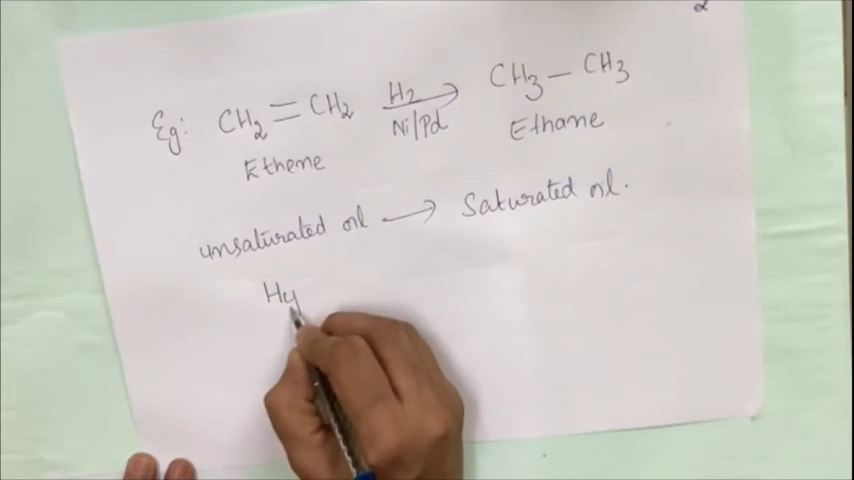 Eg: CH2=CH2 H2 Ni/Pd → CH3-CH3
Ethene Ethane
unsaturated oil → Saturated oil.
Hy